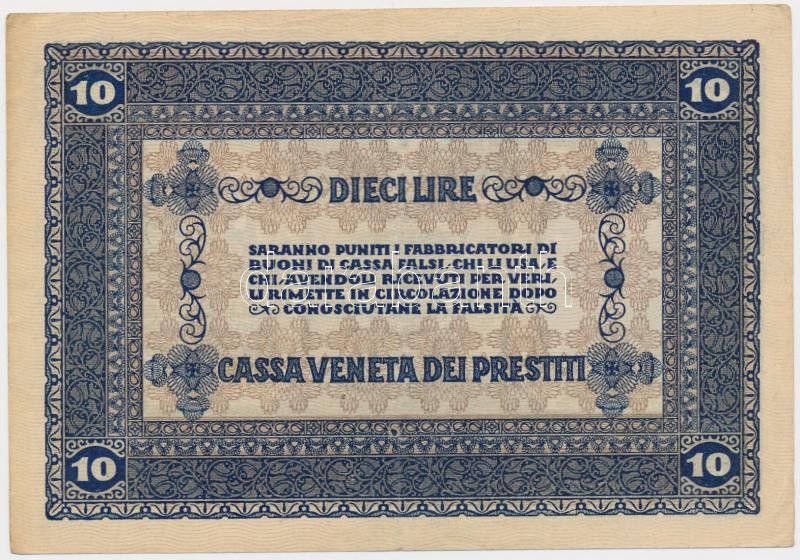 10 10
DIECI LIRE
SARANNO PUNITI I FABBRICATORI DI
BUONI DI CASSA FALSI, CHI LI USA, E
CHI, AVENDOLI RICEVUTI PER VERI,
LI RIMETTE IN CIRCOLAZIONE DOPO
CONOSCIUTANE LA FALSITÀ
darabanth
CASSA VENETA DEI PRESTITI
10 10